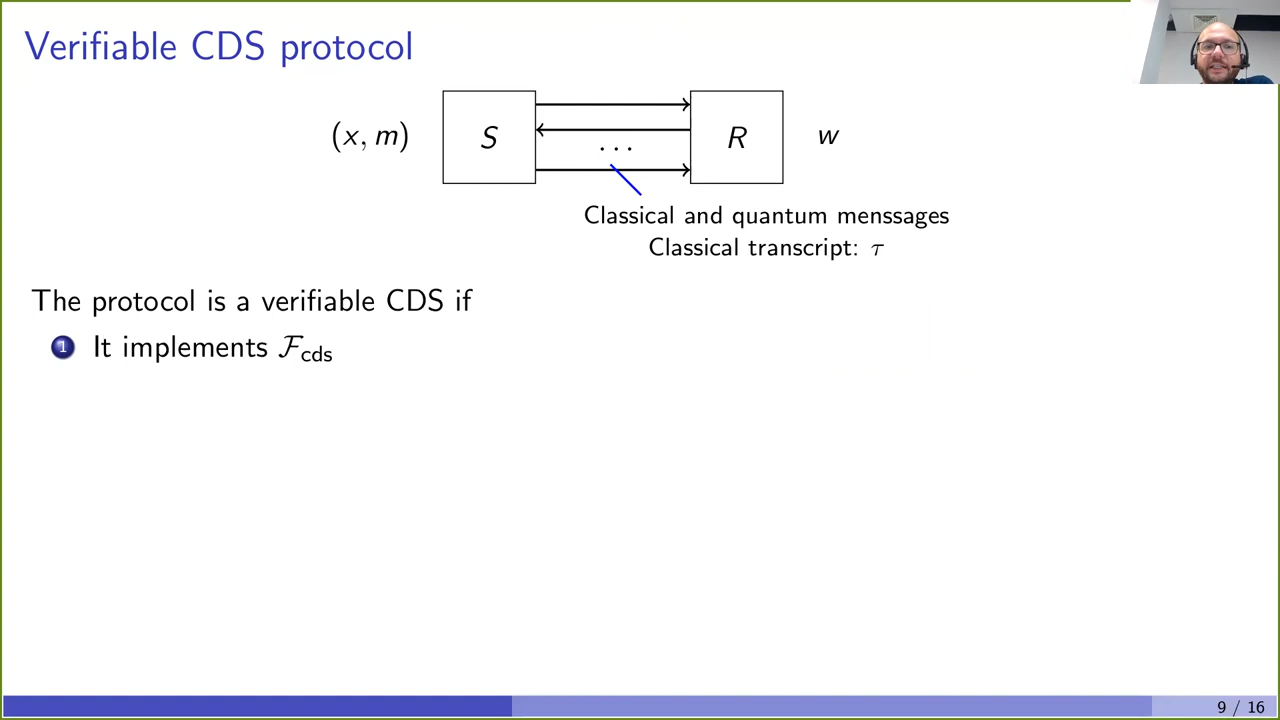 Verifiable CDS protocol
(x, m) S R w
. . .
Classical and quantum menssages
Classical transcript: τ
The protocol is a verifiable CDS if
1 It implements 𝓕cds
9 / 16